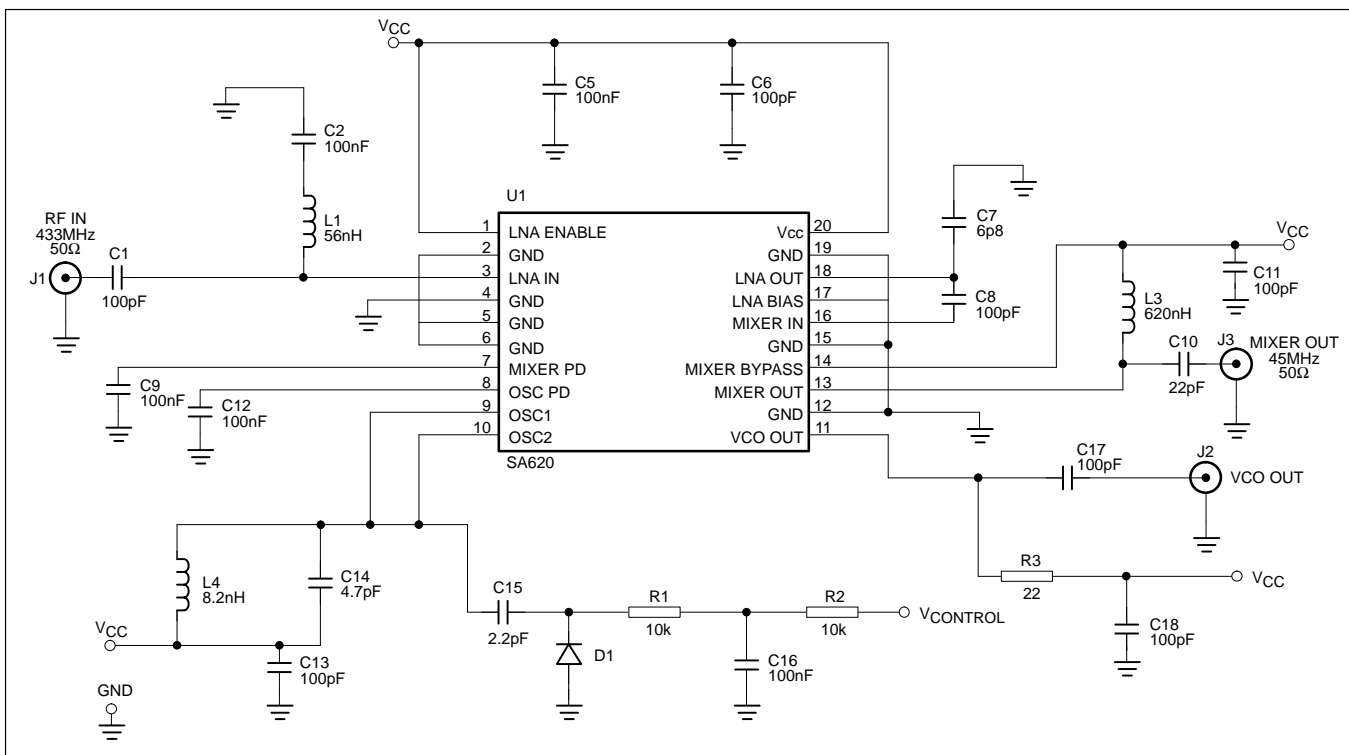 VCC
C5
100nF
C6
100pF
C2
100nF
U1
C7
6p8
RF IN
433MHz
50Ω
L1
56nH
1 LNA ENABLE
Vcc 20
VCC
2 GND
GND 19
J1
C1
100pF
3 LNA IN
LNA OUT 18
C11
100pF
4 GND
LNA BIAS 17
C8
100pF
L3
620nH
5 GND
MIXER IN 16
6 GND
GND 15
C10
22pF
J3
MIXER OUT
45MHz
50Ω
7 MIXER PD
MIXER BYPASS 14
C9
100nF
8 OSC PD
MIXER OUT 13
C12
100nF
9 OSC1
GND 12
10 OSC2
VCO OUT 11
SA620
C17
100pF
J2
VCO OUT
L4
8.2nH
C14
4.7pF
C15
2.2pF
R1
10k
R2
10k
VCONTROL
R3
22
VCC
VCC
C13
100pF
D1
C16
100nF
C18
100pF
GND